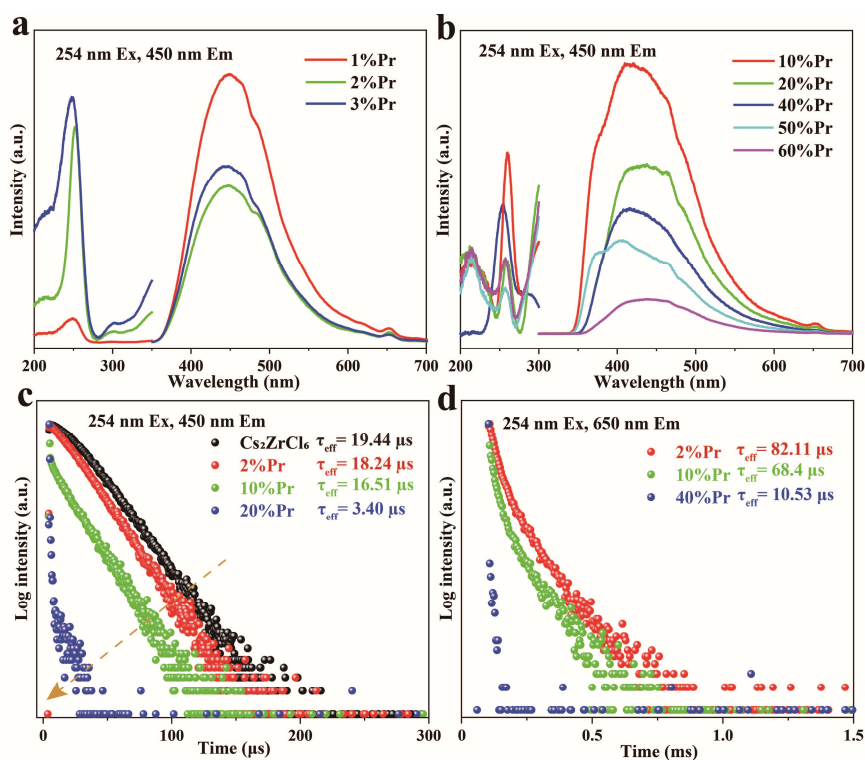 a
254 nm Ex, 450 nm Em
1%Pr
2%Pr
3%Pr
Intensity (a.u.)
200 300 400 500 600 700
Wavelength (nm)
b
254 nm Ex, 450 nm Em
10%Pr
20%Pr
40%Pr
50%Pr
60%Pr
Intensity (a.u.)
200 300 400 500 600 700
Wavelength (nm)
c
254 nm Ex, 450 nm Em
Cs₂ZrCl₆ τeff= 19.44 μs
2%Pr τeff= 18.24 μs
10%Pr τeff= 16.51 μs
20%Pr τeff= 3.40 μs
Log intensity (a.u.)
0 50 100 150 200 250 300
Time (μs)
d
254 nm Ex, 650 nm Em
2%Pr τeff= 82.11 μs
10%Pr τeff= 68.4 μs
40%Pr τeff= 10.53 μs
Log intensity (a.u.)
0.0 0.5 1.0 1.5
Time (ms)